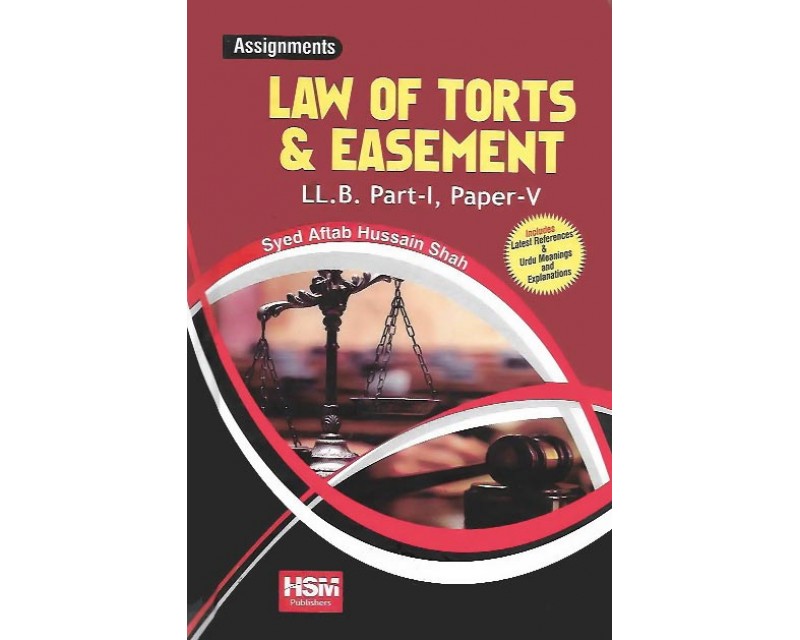 Assignments
LAW OF TORTS
& EASEMENT
LL.B. Part-I, Paper-V
Syed Aftab Hussain Shah
Includes
Latest References
&
Urdu Meanings
and
Explanations
HSM
Publishers